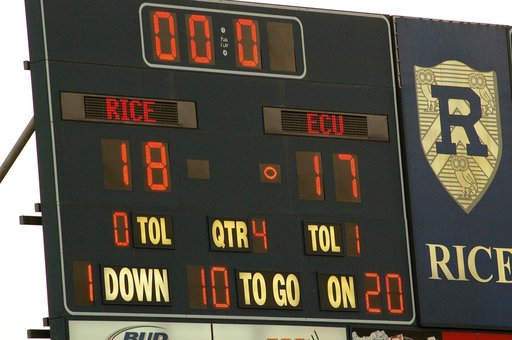 00:0
RICE ECU
18 17
0 TOL QTR 4 TOL 1
1 DOWN 10 TO GO ON 20
R
RICE
BUD